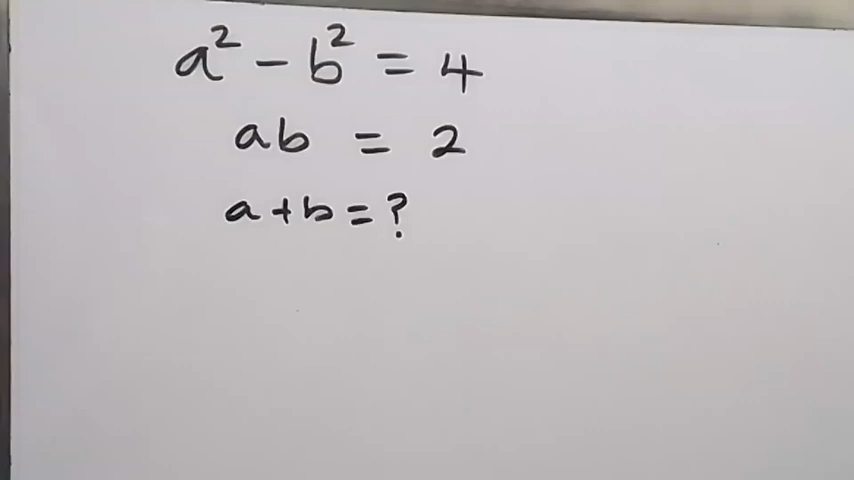 a² - b² = 4
ab = 2
a + b = ?